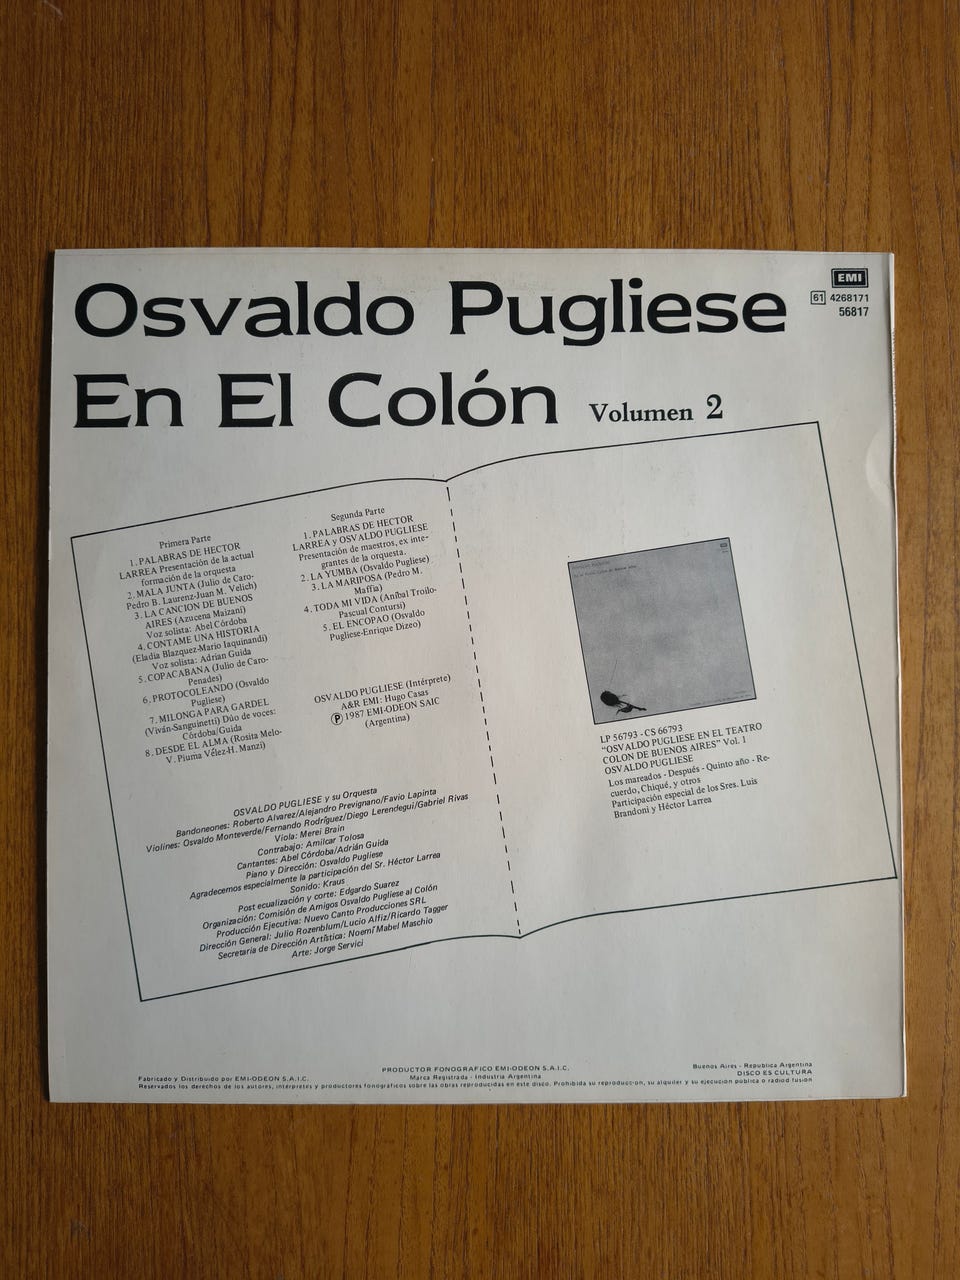 Osvaldo Pugliese
En El Colón Volumen 2
EMI
61 4268171
56817
Primera Parte
1. PALABRAS DE HECTOR
LARREA Presentación de la actual
formación de la orquesta
2. MALA JUNTA (Julio de Caro-
Pedro B. Laurenz-Juan M. Velich)
3. LA CANCION DE BUENOS
AIRES (Azucena Maizani)
Voz solista: Abel Córdoba
4. CONTAME UNA HISTORIA
(Eladia Blazquez-Mario Iaquinandi)
Voz solista: Adrian Guida
5. COPACABANA (Julio de Caro-
Penades)
6. PROTOCOLEANDO (Osvaldo
Pugliese)
7. MILONGA PARA GARDEL
(Viván-Sanguinetti) Dúo de voces:
Córdoba/Guida
8. DESDE EL ALMA (Rosita Melo-
V. Piuma Vélez-H. Manzi)
Segunda Parte
1. PALABRAS DE HECTOR
LARREA y OSVALDO PUGLIESE
Presentación de maestros, ex inte-
grantes de la orquesta.
2. LA YUMBA (Osvaldo Pugliese)
3. LA MARIPOSA (Pedro M.
Maffia)
4. TODA MI VIDA (Aníbal Troilo-
Pascual Contursi)
5. EL ENCOPAO (Osvaldo
Pugliese-Enrique Dizeo)
OSVALDO PUGLIESE (Intérprete)
A&R EMI: Hugo Casas
Ⓟ 1987 EMI-ODEON SAIC
(Argentina)
OSVALDO PUGLIESE y su Orquesta
Bandoneones: Roberto Alvarez/Alejandro Prevignano/Favio Lapinta
Violines: Osvaldo Monteverde/Fernando Rodríguez/Diego Lerendegui/Gabriel Rivas
Viola: Merei Brain
Contrabajo: Amilcar Tolosa
Cantantes: Abel Córdoba/Adrián Guida
Piano y Dirección: Osvaldo Pugliese
Agradecemos especialmente la participación del Sr. Héctor Larrea
Sonido: Kraus
Post ecualización y corte: Edgardo Suarez
Organización: Comisión de Amigos Osvaldo Pugliese al Colón
Producción Ejecutiva: Nuevo Canto Producciones SRL
Dirección General: Julio Rozenblum/Lucio Alfiz/Ricardo Tagger
Secretaria de Dirección Artística: Noemí Mabel Maschio
Arte: Jorge Servici
LP 56793 - CS 66793
"OSVALDO PUGLIESE EN EL TEATRO
COLON DE BUENOS AIRES" Vol. 1
OSVALDO PUGLIESE
Los mareados - Después - Quinto año - Re-
cuerdo, Chiqué, y otros
Participación especial de los Sres. Luis
Brandoni y Héctor Larrea
Fabricado y Distribuido por EMI-ODEON S.A.I.C.
PRODUCTOR FONOGRAFICO EMI-ODEON S.A.I.C.
Marca Registrada - Industria Argentina
Buenos Aires - Republica Argentina
DISCO ES CULTURA
Reservados los derechos de los autores, intérpretes y productores fonográficos sobre las obras reproducidas en este disco. Prohibida su reproduccion, su alquiler y su ejecucion publica o radiod fusión